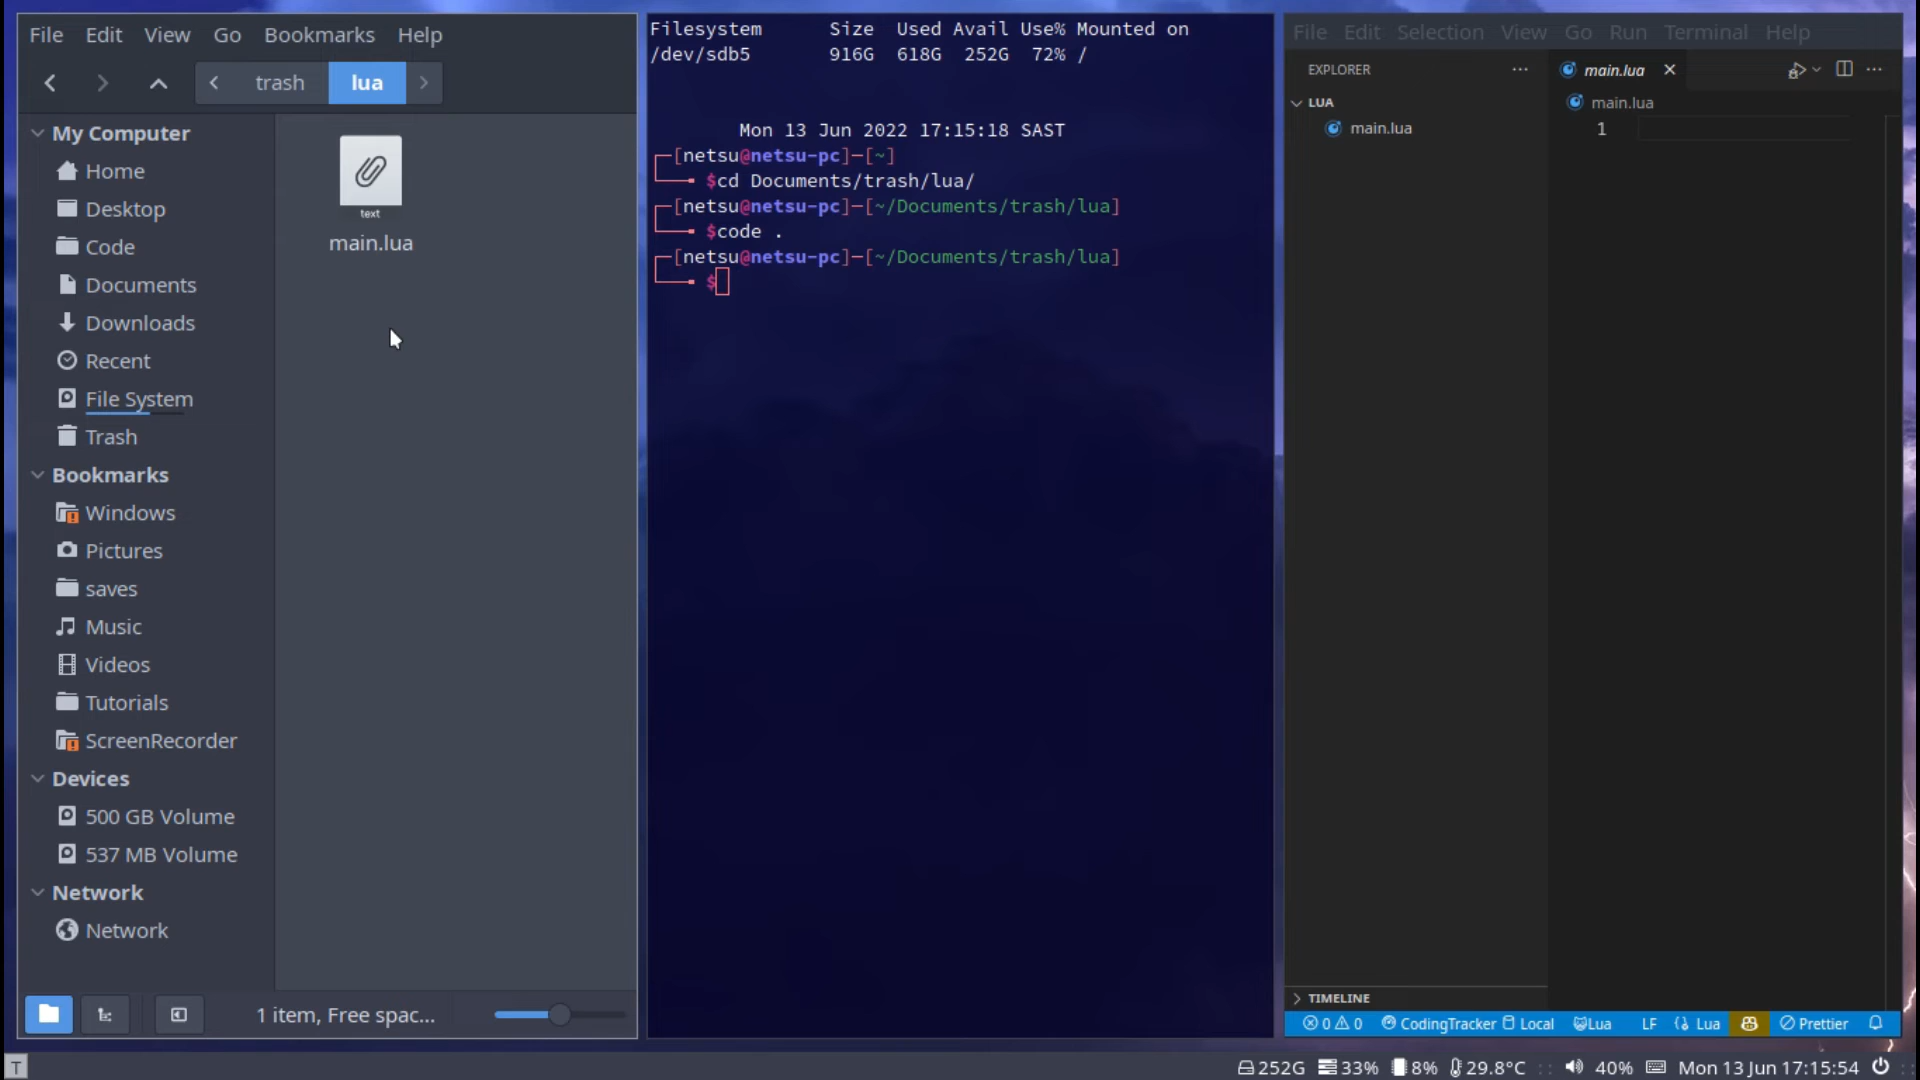 File Edit View Go Bookmarks Help
trash lua
My Computer
Home
Desktop
Code
Documents
Downloads
Recent
File System
Trash
Bookmarks
Windows
Pictures
saves
Music
Videos
Tutorials
ScreenRecorder
Devices
500 GB Volume
537 MB Volume
Network
Network
text
main.lua
1 item, Free spac...
Filesystem Size Used Avail Use% Mounted on
/dev/sdb5 916G 618G 252G 72% /
Mon 13 Jun 2022 17:15:18 SAST
┌─[netsu@netsu-pc]─[~]
└──╼ $cd Documents/trash/lua/
┌─[netsu@netsu-pc]─[~/Documents/trash/lua]
└──╼ $code .
┌─[netsu@netsu-pc]─[~/Documents/trash/lua]
└──╼ $
File Edit Selection View Go Run Terminal Help
EXPLORER ...
LUA
main.lua
main.lua
main.lua
1
TIMELINE
0 0 CodingTracker Local Lua LF Lua Prettier
T
252G 33% 8% 29.8°C :: 40% Mon 13 Jun 17:15:54